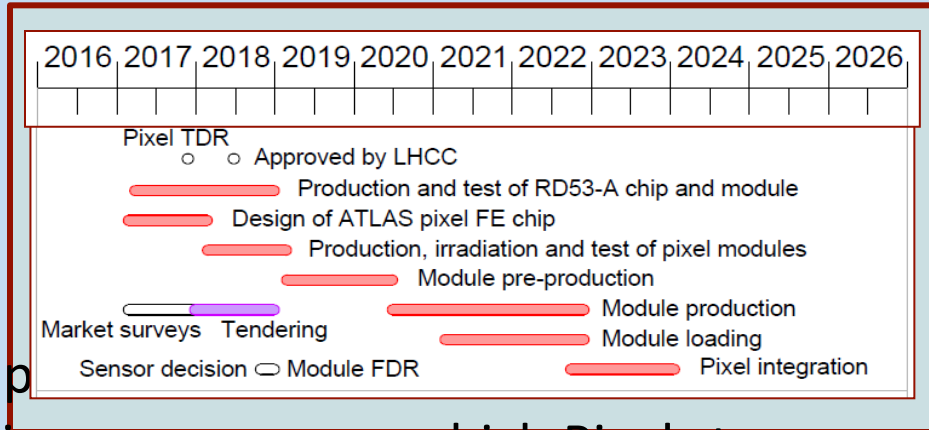 2016 2017 2018 2019 2020 2021 2022 2023 2024 2025 2026
Pixel TDR
Approved by LHCC
Production and test of RD53-A chip and module
Design of ATLAS pixel FE chip
Production, irradiation and test of pixel modules
Module pre-production
Module production
Market surveys Tendering
Module loading
Sensor decision Module FDR Pixel integration
p